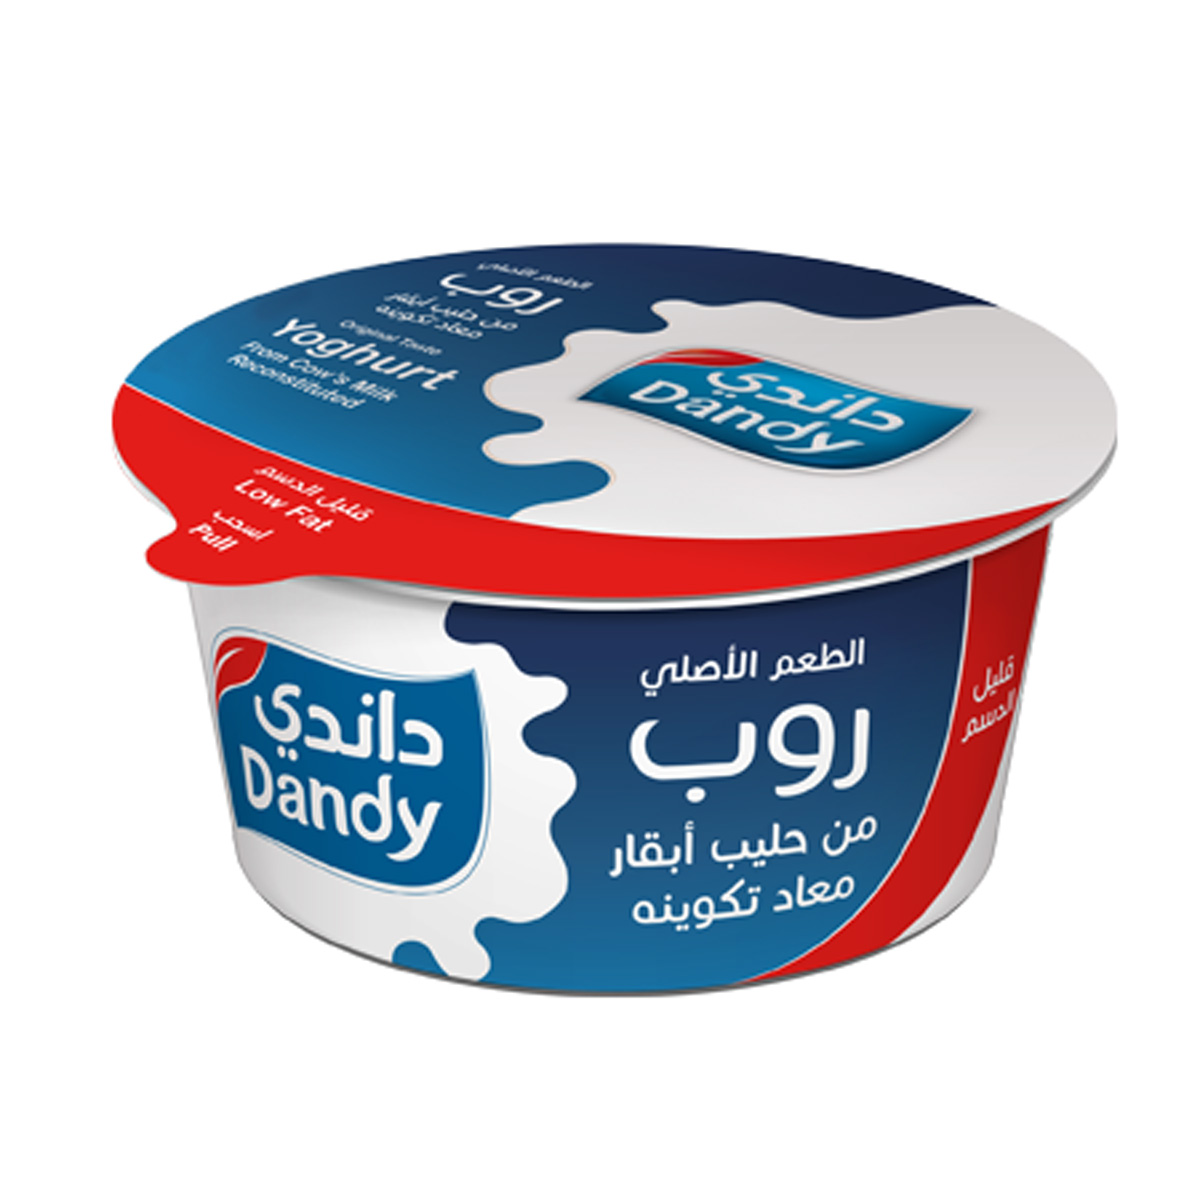 الطعم الأصلي
روب
من حليب أبقار
معاد تكوينه
Original Taste
Yoghurt
From Cow's Milk
Reconstituted
داندي
Dandy
قليل الدسم
Low Fat
اسحب
Pull
داندي
Dandy
الطعم الأصلي
روب
من حليب أبقار
معاد تكوينه
قليل
الدسم